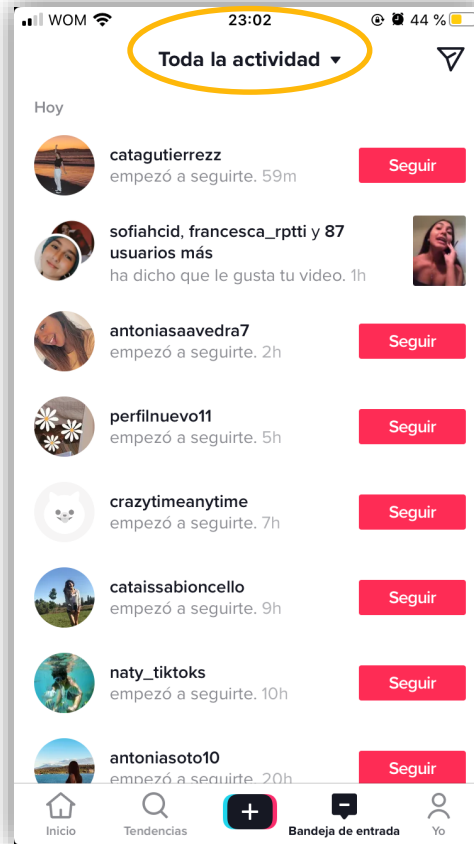 WOM 23:02 44 %
Toda la actividad
Hoy
catagutierrezz
empezó a seguirte. 59m
Seguir
sofiahcid, francesca_rptti y 87
usuarios más
ha dicho que le gusta tu video. 1h
antoniasaavedra7
empezó a seguirte. 2h
Seguir
perfilnuevo11
empezó a seguirte. 5h
Seguir
crazytimeanytime
empezó a seguirte. 7h
Seguir
cataissabioncello
empezó a seguirte. 9h
Seguir
naty_tiktoks
empezó a seguirte. 10h
Seguir
antoniasoto10
empezó a seguirte. 20h
Seguir
Inicio
Tendencias
Bandeja de entrada
Yo